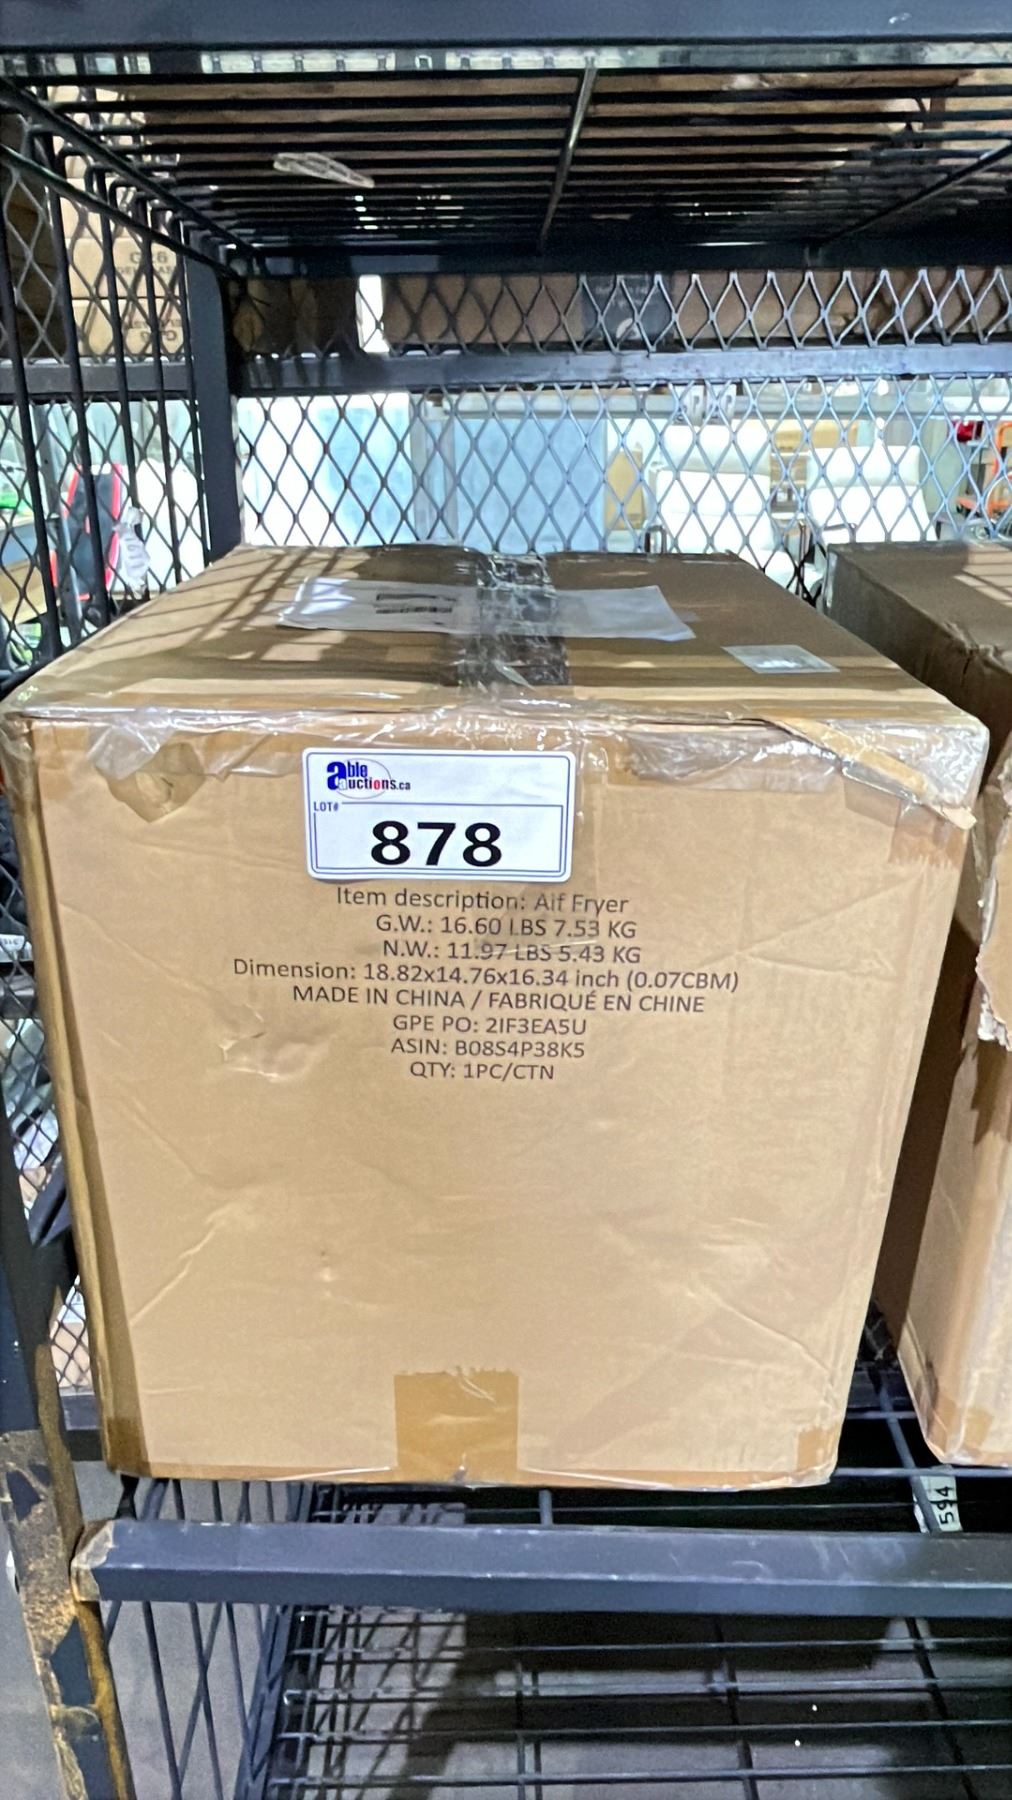 able
auctions.ca
LOT#
878
Item description: Aif Fryer
G.W.: 16.60 LBS 7.53 KG
N.W.: 11.97 LBS 5.43 KG
Dimension: 18.82x14.76x16.34 inch (0.07CBM)
MADE IN CHINA / FABRIQUÉ EN CHINE
GPE PO: 2IF3EA5U
ASIN: B08S4P38K5
QTY: 1PC/CTN
594